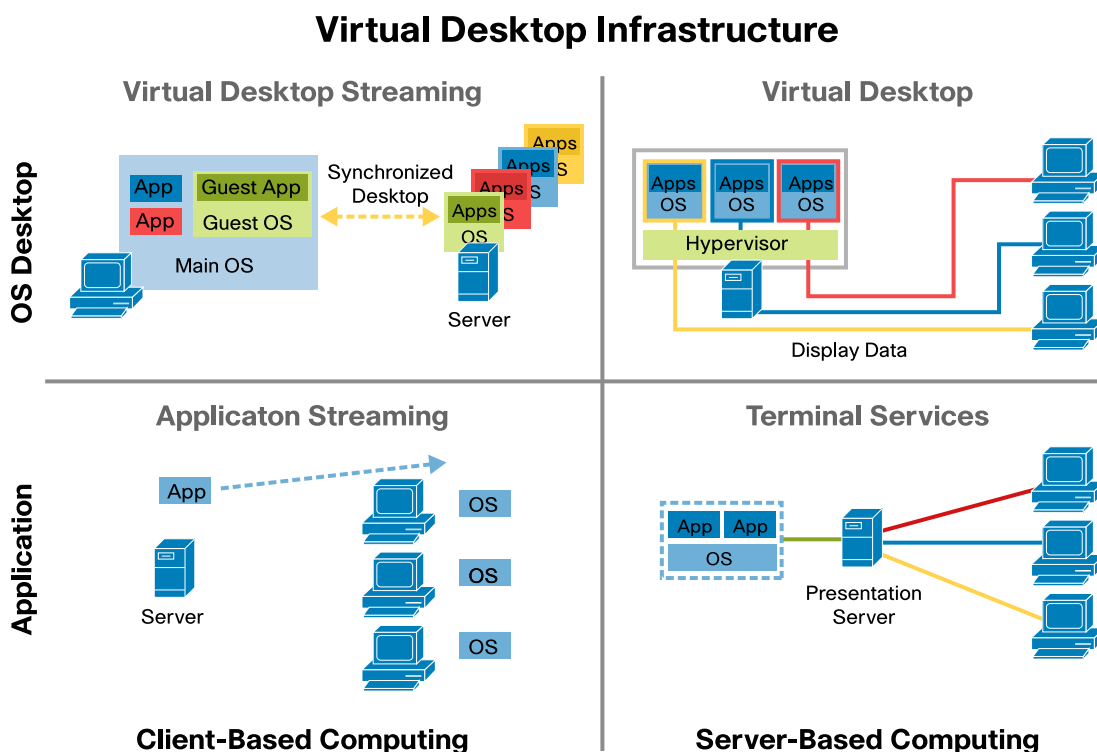 Virtual Desktop Infrastructure
OS Desktop
Virtual Desktop Streaming
App
App
Guest App
Guest OS
Main OS
Synchronized
Desktop
Apps
S
Apps
S
Apps
S
Apps
OS
Server
Virtual Desktop
Apps
OS
Apps
OS
Apps
OS
Hypervisor
Display Data
Application
Applicaton Streaming
App
Server
OS
OS
OS
Terminal Services
App
App
OS
Presentation
Server
Client-Based Computing
Server-Based Computing